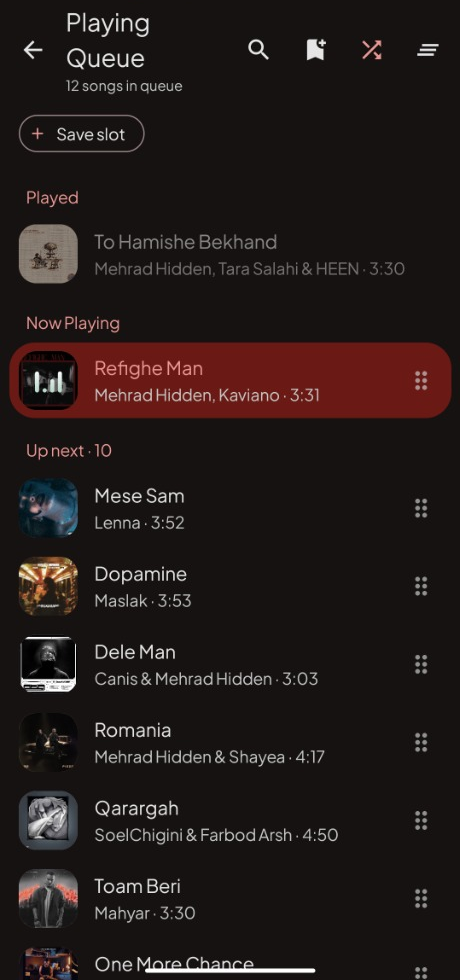 Playing
Queue
12 songs in queue
Save slot
Played
To Hamishe Bekhand
Mehrad Hidden, Tara Salahi & HEEN · 3:30
Now Playing
Refighe Man
Mehrad Hidden, Kaviano · 3:31
Up next · 10
Mese Sam
Lenna · 3:52
Dopamine
Maslak · 3:53
Dele Man
Canis & Mehrad Hidden · 3:03
Romania
Mehrad Hidden & Shayea · 4:17
Qarargah
SoelChigini & Farbod Arsh · 4:50
Toam Beri
Mahyar · 3:30
One More Chance